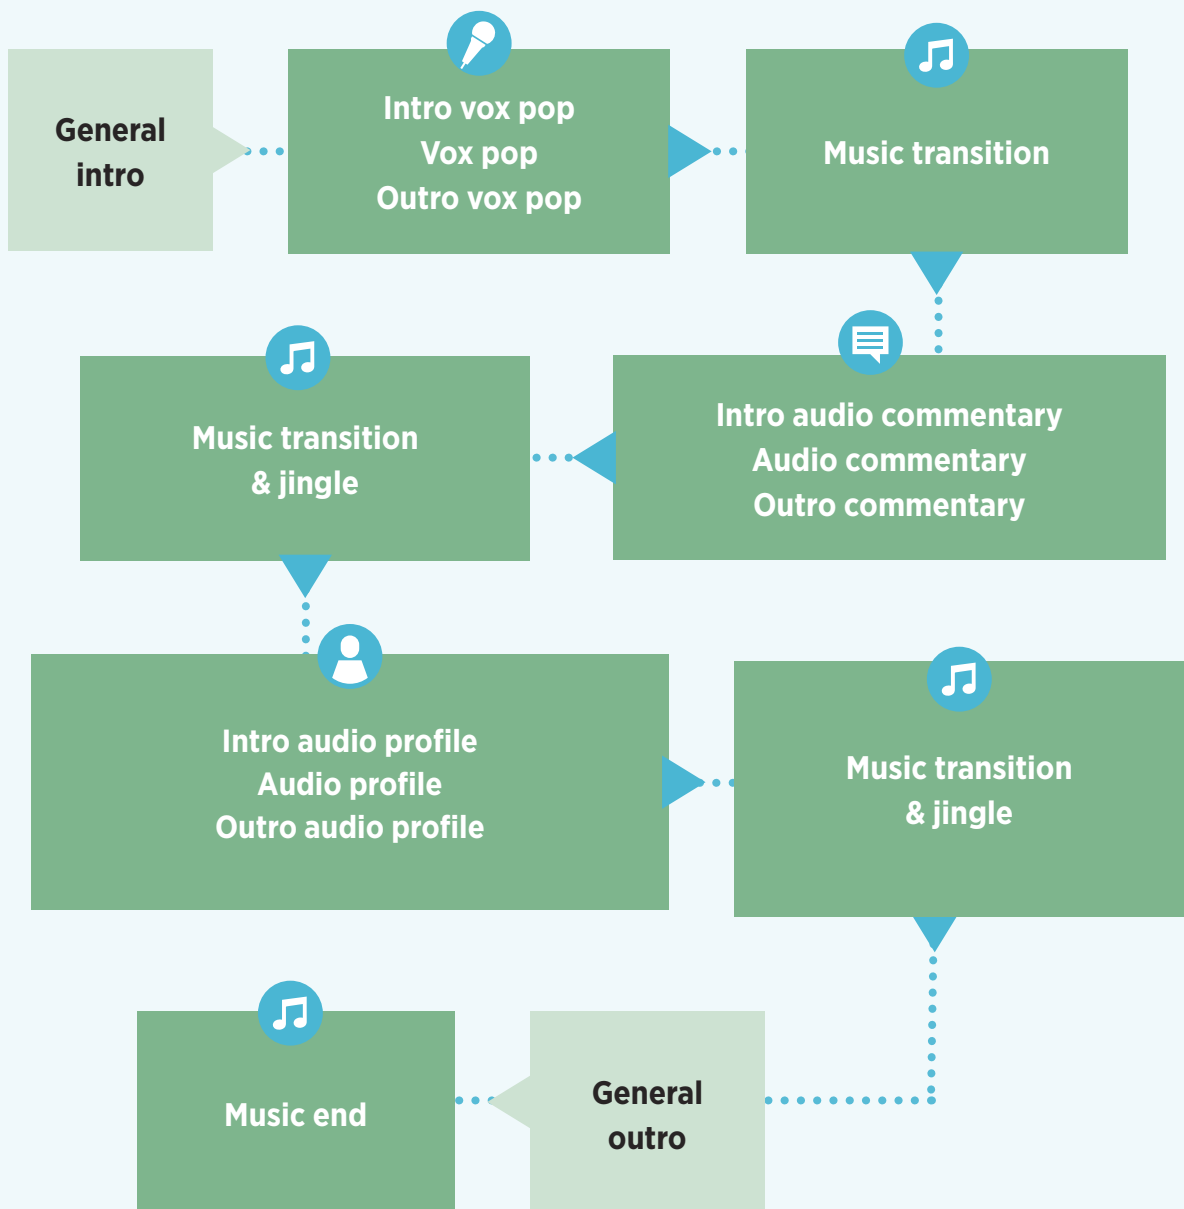 General
intro
Intro vox pop
Vox pop
Outro vox pop
Music transition
Intro audio commentary
Audio commentary
Outro commentary
Music transition
& jingle
Intro audio profile
Audio profile
Outro audio profile
Music transition
& jingle
General
outro
Music end